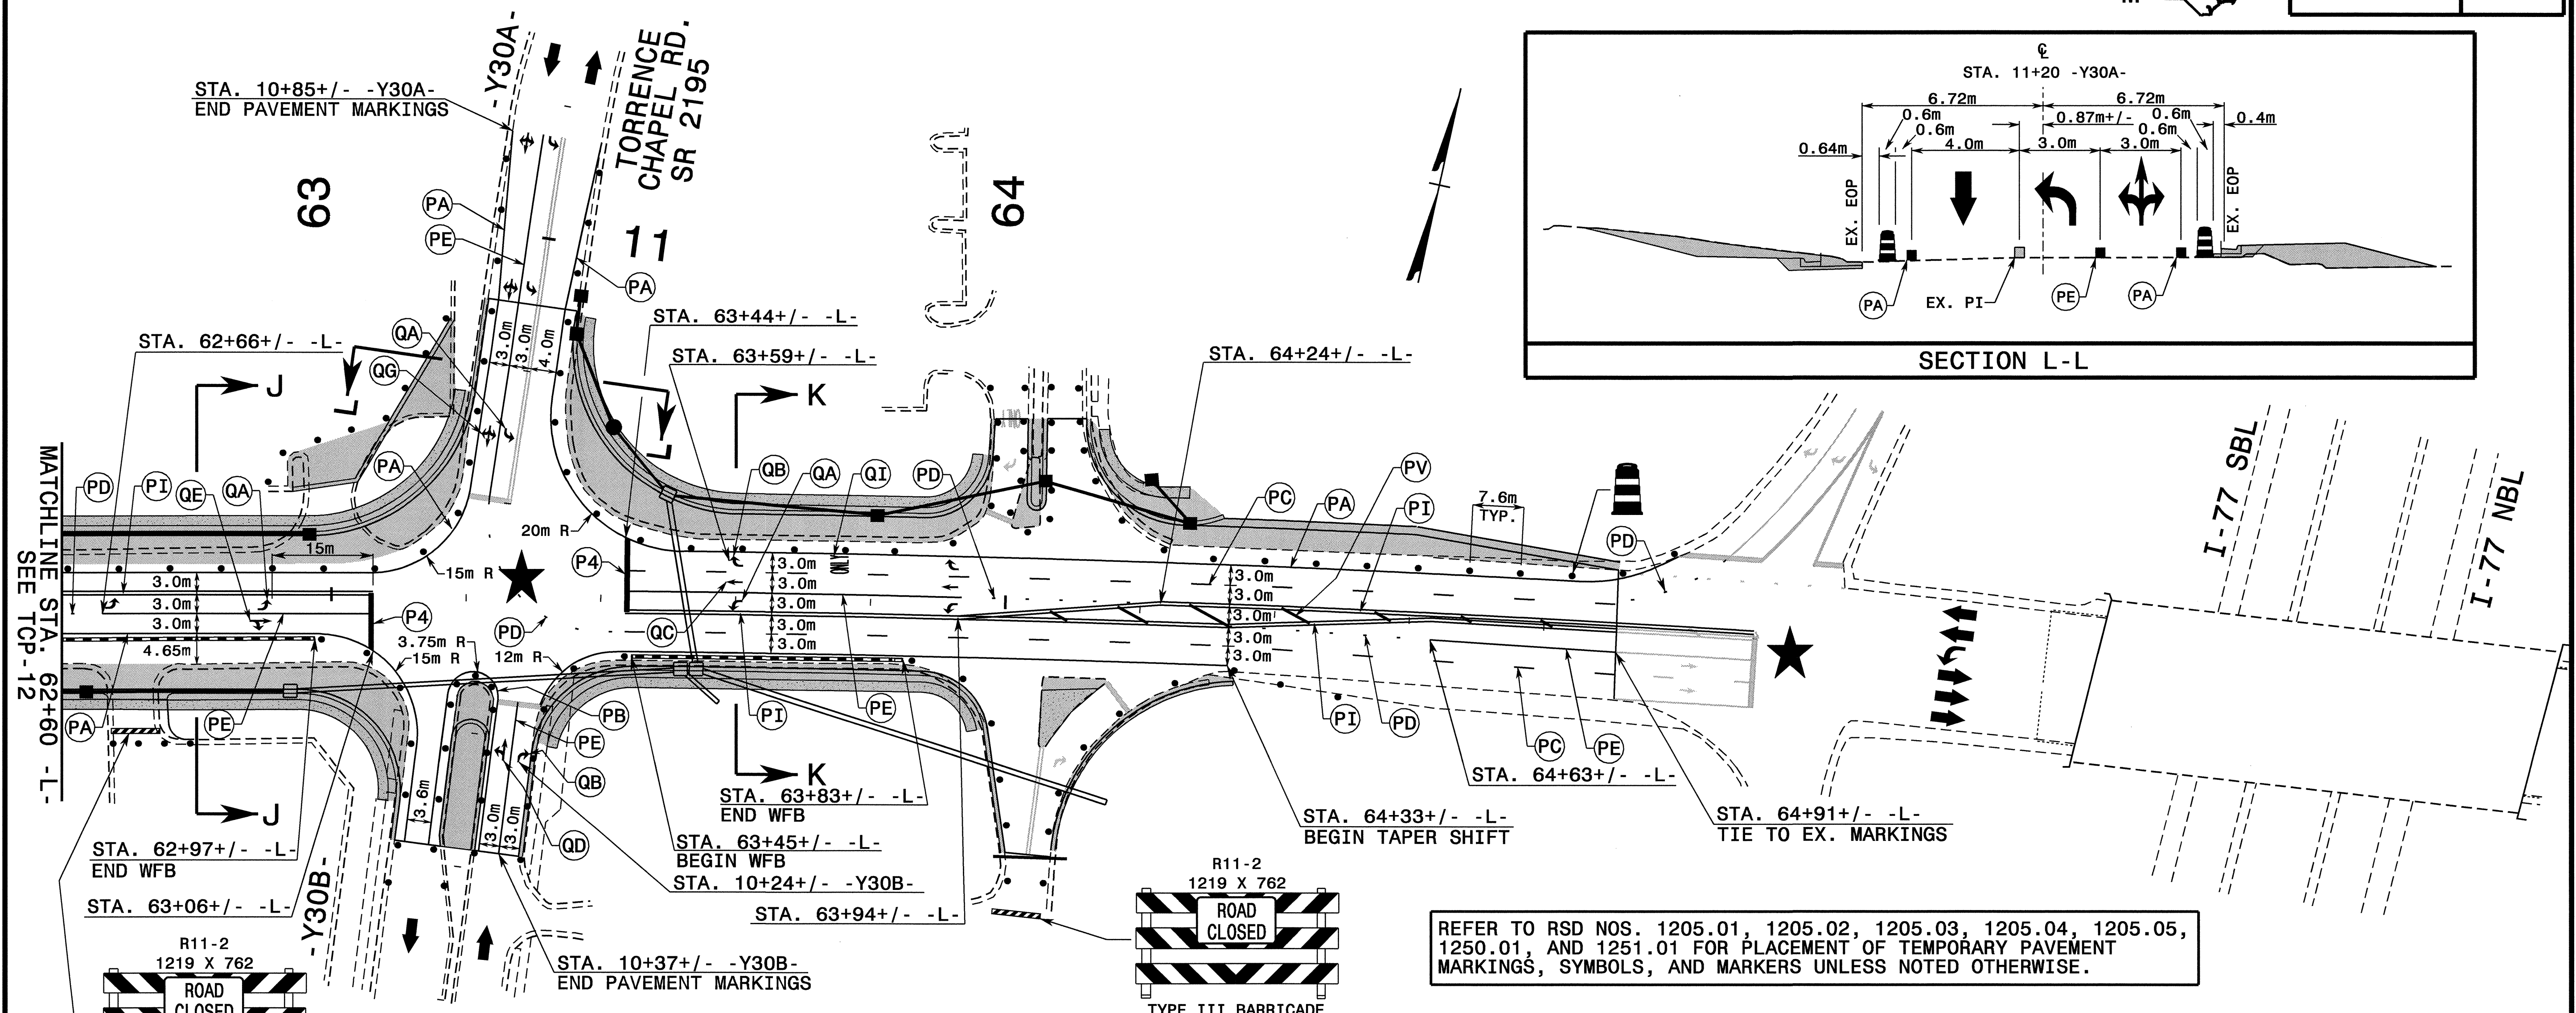 -Y30A-
TORRENCE
CHAPEL RD.
SR 2195
STA. 10+85+/- -Y30A-
END PAVEMENT MARKINGS
63
11
64
PA
PE
PA
QA
QG
STA. 62+66+/- -L-
J
L
L
STA. 63+44+/- -L-
STA. 63+59+/- -L-
K
STA. 64+24+/- -L-
3.0m
3.0m
4.0m
℄
STA. 11+20 -Y30A-
6.72m
6.72m
0.6m
0.6m
0.87m+/-
0.6m
0.6m
0.4m
0.64m
4.0m
3.0m
3.0m
EX. EOP
EX. EOP
PA
EX. PI
PE
PA
SECTION L-L
I-77 SBL
I-77 NBL
MATCHLINE STA. 62+60 -L-
SEE TCP-12
PD
PI
QE
QA
PA
QB
QA
QI
PD
PV
PC
PA
PI
7.6m
TYP.
PD
20m R
15m
15m R
P4
P4
ONLY
3.0m
3.0m
3.0m
4.65m
3.0m
3.0m
3.0m
3.0m
3.0m
3.0m
3.0m
3.0m
3.0m
3.0m
PD
QC
3.75m R
15m R
12m R
PA
PE
PB
PE
QB
QD
PI
PE
PI
PD
PC
PE
3.6m
3.0m
3.0m
J
K
STA. 64+63+/- -L-
STA. 63+83+/- -L-
END WFB
STA. 64+33+/- -L-
BEGIN TAPER SHIFT
STA. 64+91+/- -L-
TIE TO EX. MARKINGS
STA. 62+97+/- -L-
END WFB
STA. 63+45+/- -L-
BEGIN WFB
STA. 10+24+/- -Y30B-
STA. 63+06+/- -L-
STA. 63+94+/- -L-
-Y30B-
STA. 10+37+/- -Y30B-
END PAVEMENT MARKINGS
R11-2
1219 X 762
ROAD
CLOSED
R11-2
1219 X 762
ROAD
CLOSED
TYPE III BARRICADE
REFER TO RSD NOS. 1205.01, 1205.02, 1205.03, 1205.04, 1205.05,
1250.01, AND 1251.01 FOR PLACEMENT OF TEMPORARY PAVEMENT
MARKINGS, SYMBOLS, AND MARKERS UNLESS NOTED OTHERWISE.